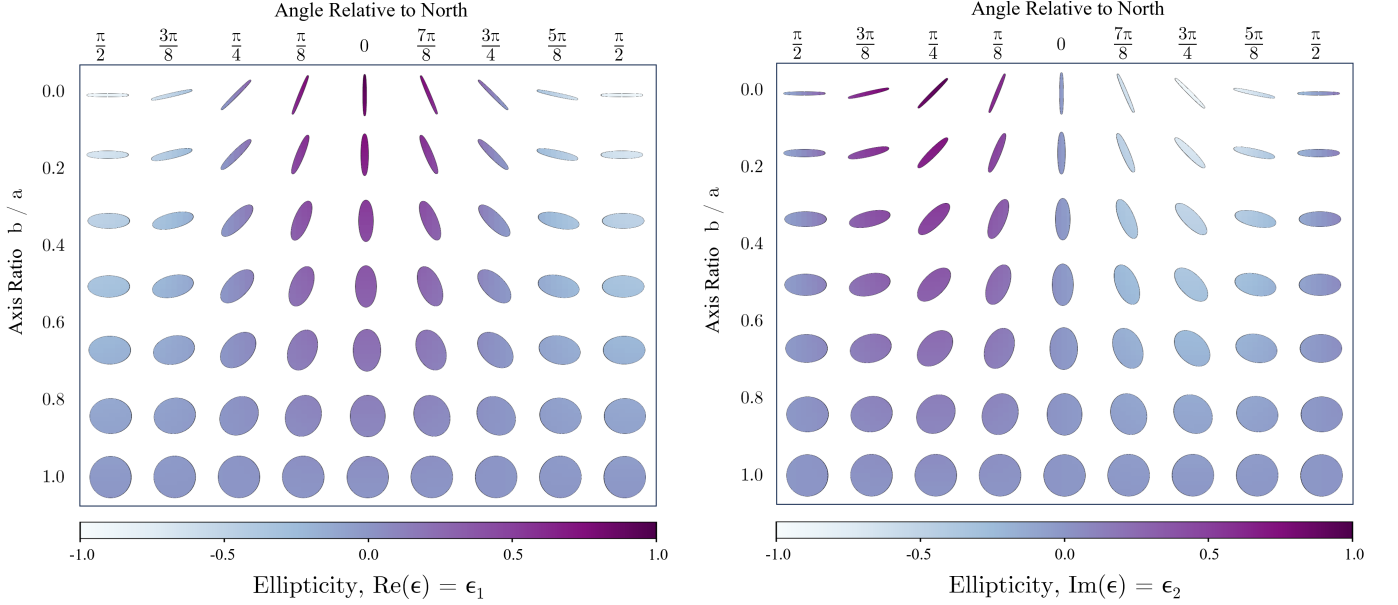 Angle Relative to North
π/2 3π/8 π/4 π/8 0 7π/8 3π/4 5π/8 π/2
Axis Ratio b / a
0.0
0.2
0.4
0.6
0.8
1.0
-1.0 -0.5 0.0 0.5 1.0
Ellipticity, Re(ϵ) = ϵ₁
Angle Relative to North
π/2 3π/8 π/4 π/8 0 7π/8 3π/4 5π/8 π/2
Axis Ratio b / a
0.0
0.2
0.4
0.6
0.8
1.0
-1.0 -0.5 0.0 0.5 1.0
Ellipticity, Im(ϵ) = ϵ₂